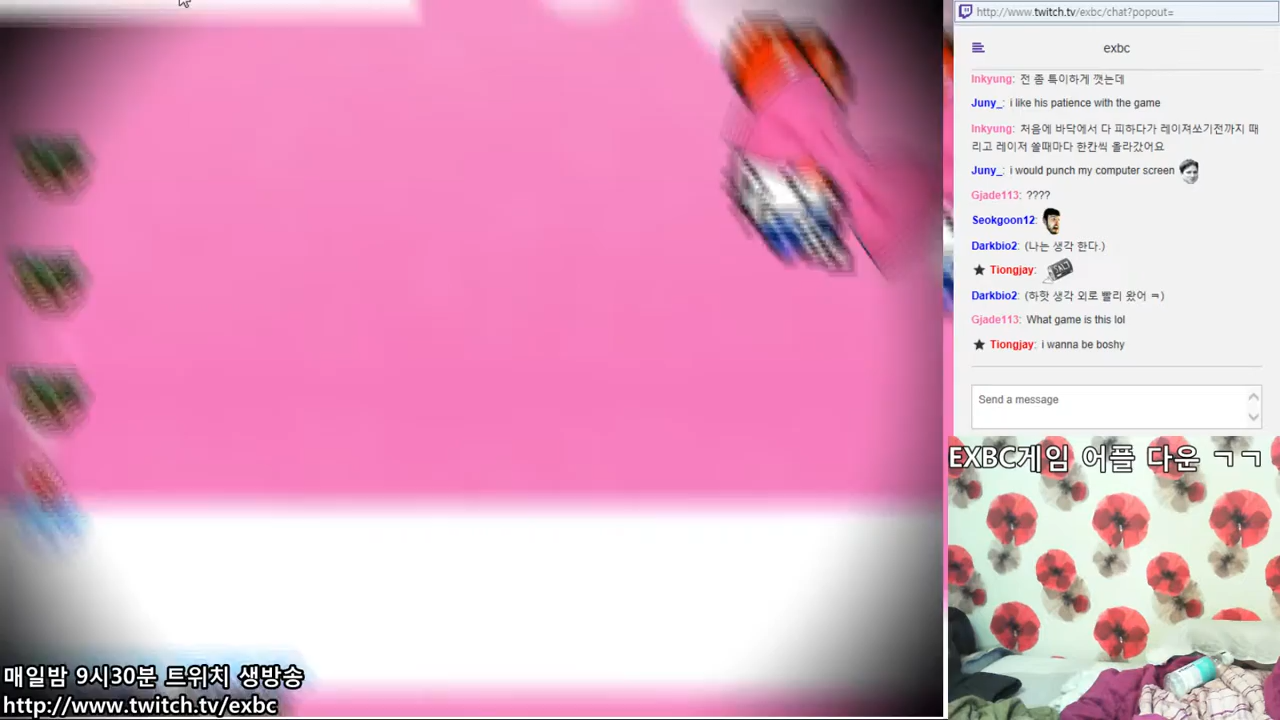 http://www.twitch.tv/exbc/chat?popout=
exbc
Inkyung: 전 좀 특이하게 깻는데
Juny_: i like his patience with the game
Inkyung: 처음에 바닥에서 다 피하다가 레이져쏘기전까지 때
리고 레이저 쏠때마다 한칸씩 올라갔어요
Juny_: i would punch my computer screen
Gjade113: ????
Seokgoon12:
Darkbio2: (나는 생각 한다.)
Tiongjay:
Darkbio2: (하핫 생각 외로 빨리 왔어 ㅋ)
Gjade113: What game is this lol
Tiongjay: i wanna be boshy
Send a message
EXBC게임 어플 다운 ㄱㄱ
매일밤 9시30분 트위치 생방송
http://www.twitch.tv/exbc